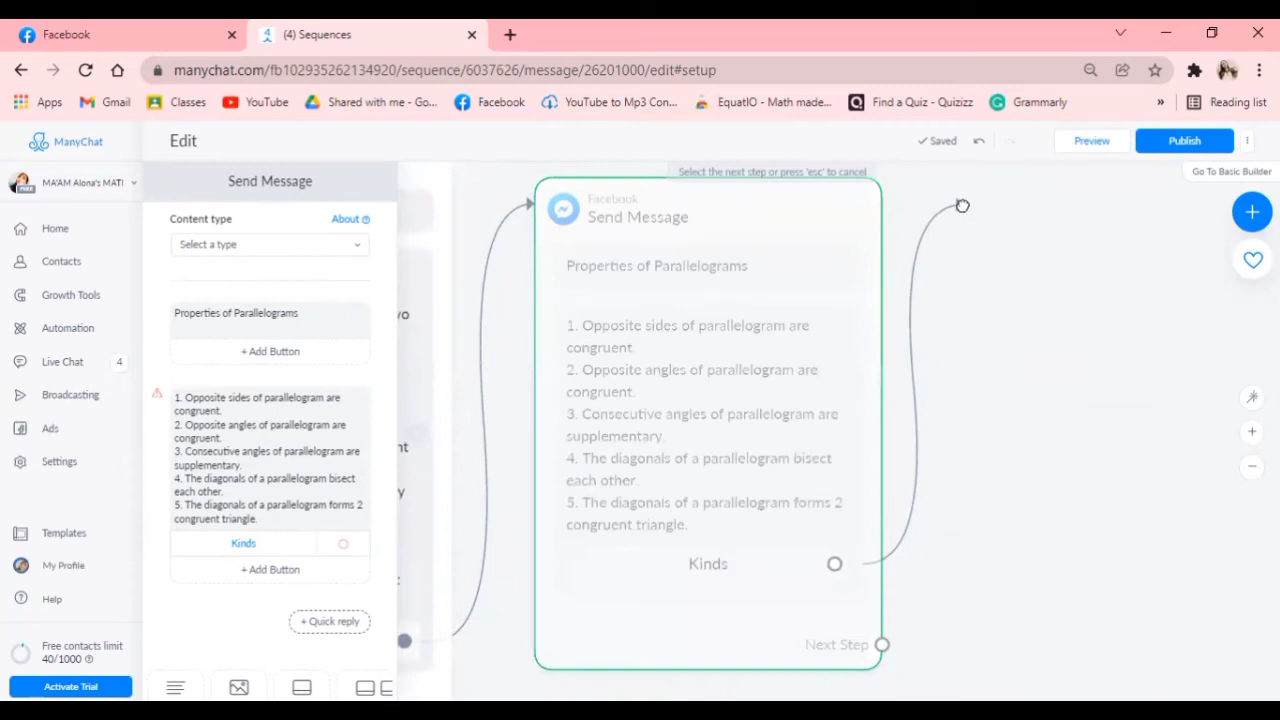 Facebook
(4) Sequences
manychat.com/fb102935262134920/sequence/6037626/message/26201000/edit#setup
Apps
Gmail
Classes
YouTube
Shared with me - Go...
Facebook
YouTube to Mp3 Con...
EquatIO - Math made...
Find a Quiz - Quizizz
Grammarly
»
Reading list
ManyChat
Edit
Saved
Preview
Publish
MA'AM Alona's MATI
Send Message
Select the next step or press 'esc' to cancel
Go To Basic Builder
Home
Contacts
Growth Tools
Automation
Live Chat 4
Broadcasting
Ads
Settings
Templates
My Profile
Help
Free contacts limit
40/1000
Activate Trial
Content type
About
Select a type
Properties of Parallelograms
+ Add Button
1. Opposite sides of parallelogram are
congruent.
2. Opposite angles of parallelogram are
congruent.
3. Consecutive angles of parallelogram are
supplementary.
4. The diagonals of a parallelogram bisect
each other.
5. The diagonals of a parallelogram forms 2
congruent triangle.
Kinds
+ Add Button
+ Quick reply
Facebook
Send Message
Properties of Parallelograms
1. Opposite sides of parallelogram are
congruent.
2. Opposite angles of parallelogram are
congruent.
3. Consecutive angles of parallelogram are
supplementary.
4. The diagonals of a parallelogram bisect
each other.
5. The diagonals of a parallelogram forms 2
congruent triangle.
Kinds
Next Step